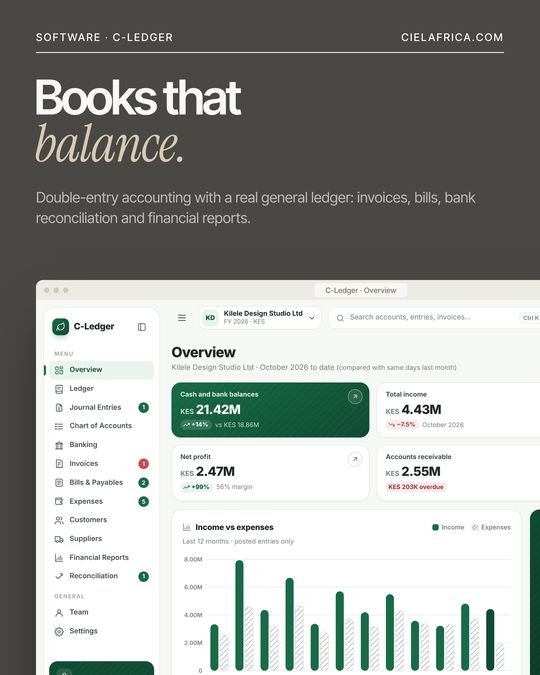 SOFTWARE · C-LEDGER
CIELAFRICA.COM
Books that
balance.
Double-entry accounting with a real general ledger: invoices, bills, bank
reconciliation and financial reports.
C-Ledger · Overview
C-Ledger
KD
Kilele Design Studio Ltd
FY 2026 · KES
Search accounts, entries, invoices...
Ctrl K
MENU
Overview
Ledger
Journal Entries 1
Chart of Accounts
Banking
Invoices 1
Bills & Payables 2
Expenses 5
Customers
Suppliers
Financial Reports
Reconciliation 1
GENERAL
Team
Settings
Overview
Kilele Design Studio Ltd · October 2026 to date (compared with same days last month)
Cash and bank balances
KES 21.42M
+14% vs KES 18.86M
Total income
KES 4.43M
−7.5% October 2026
Net profit
KES 2.47M
+99% 56% margin
Accounts receivable
KES 2.55M
KES 203K overdue
Income vs expenses
Income
Expenses
Last 12 months · posted entries only
8.00M
6.00M
4.00M
2.00M
0